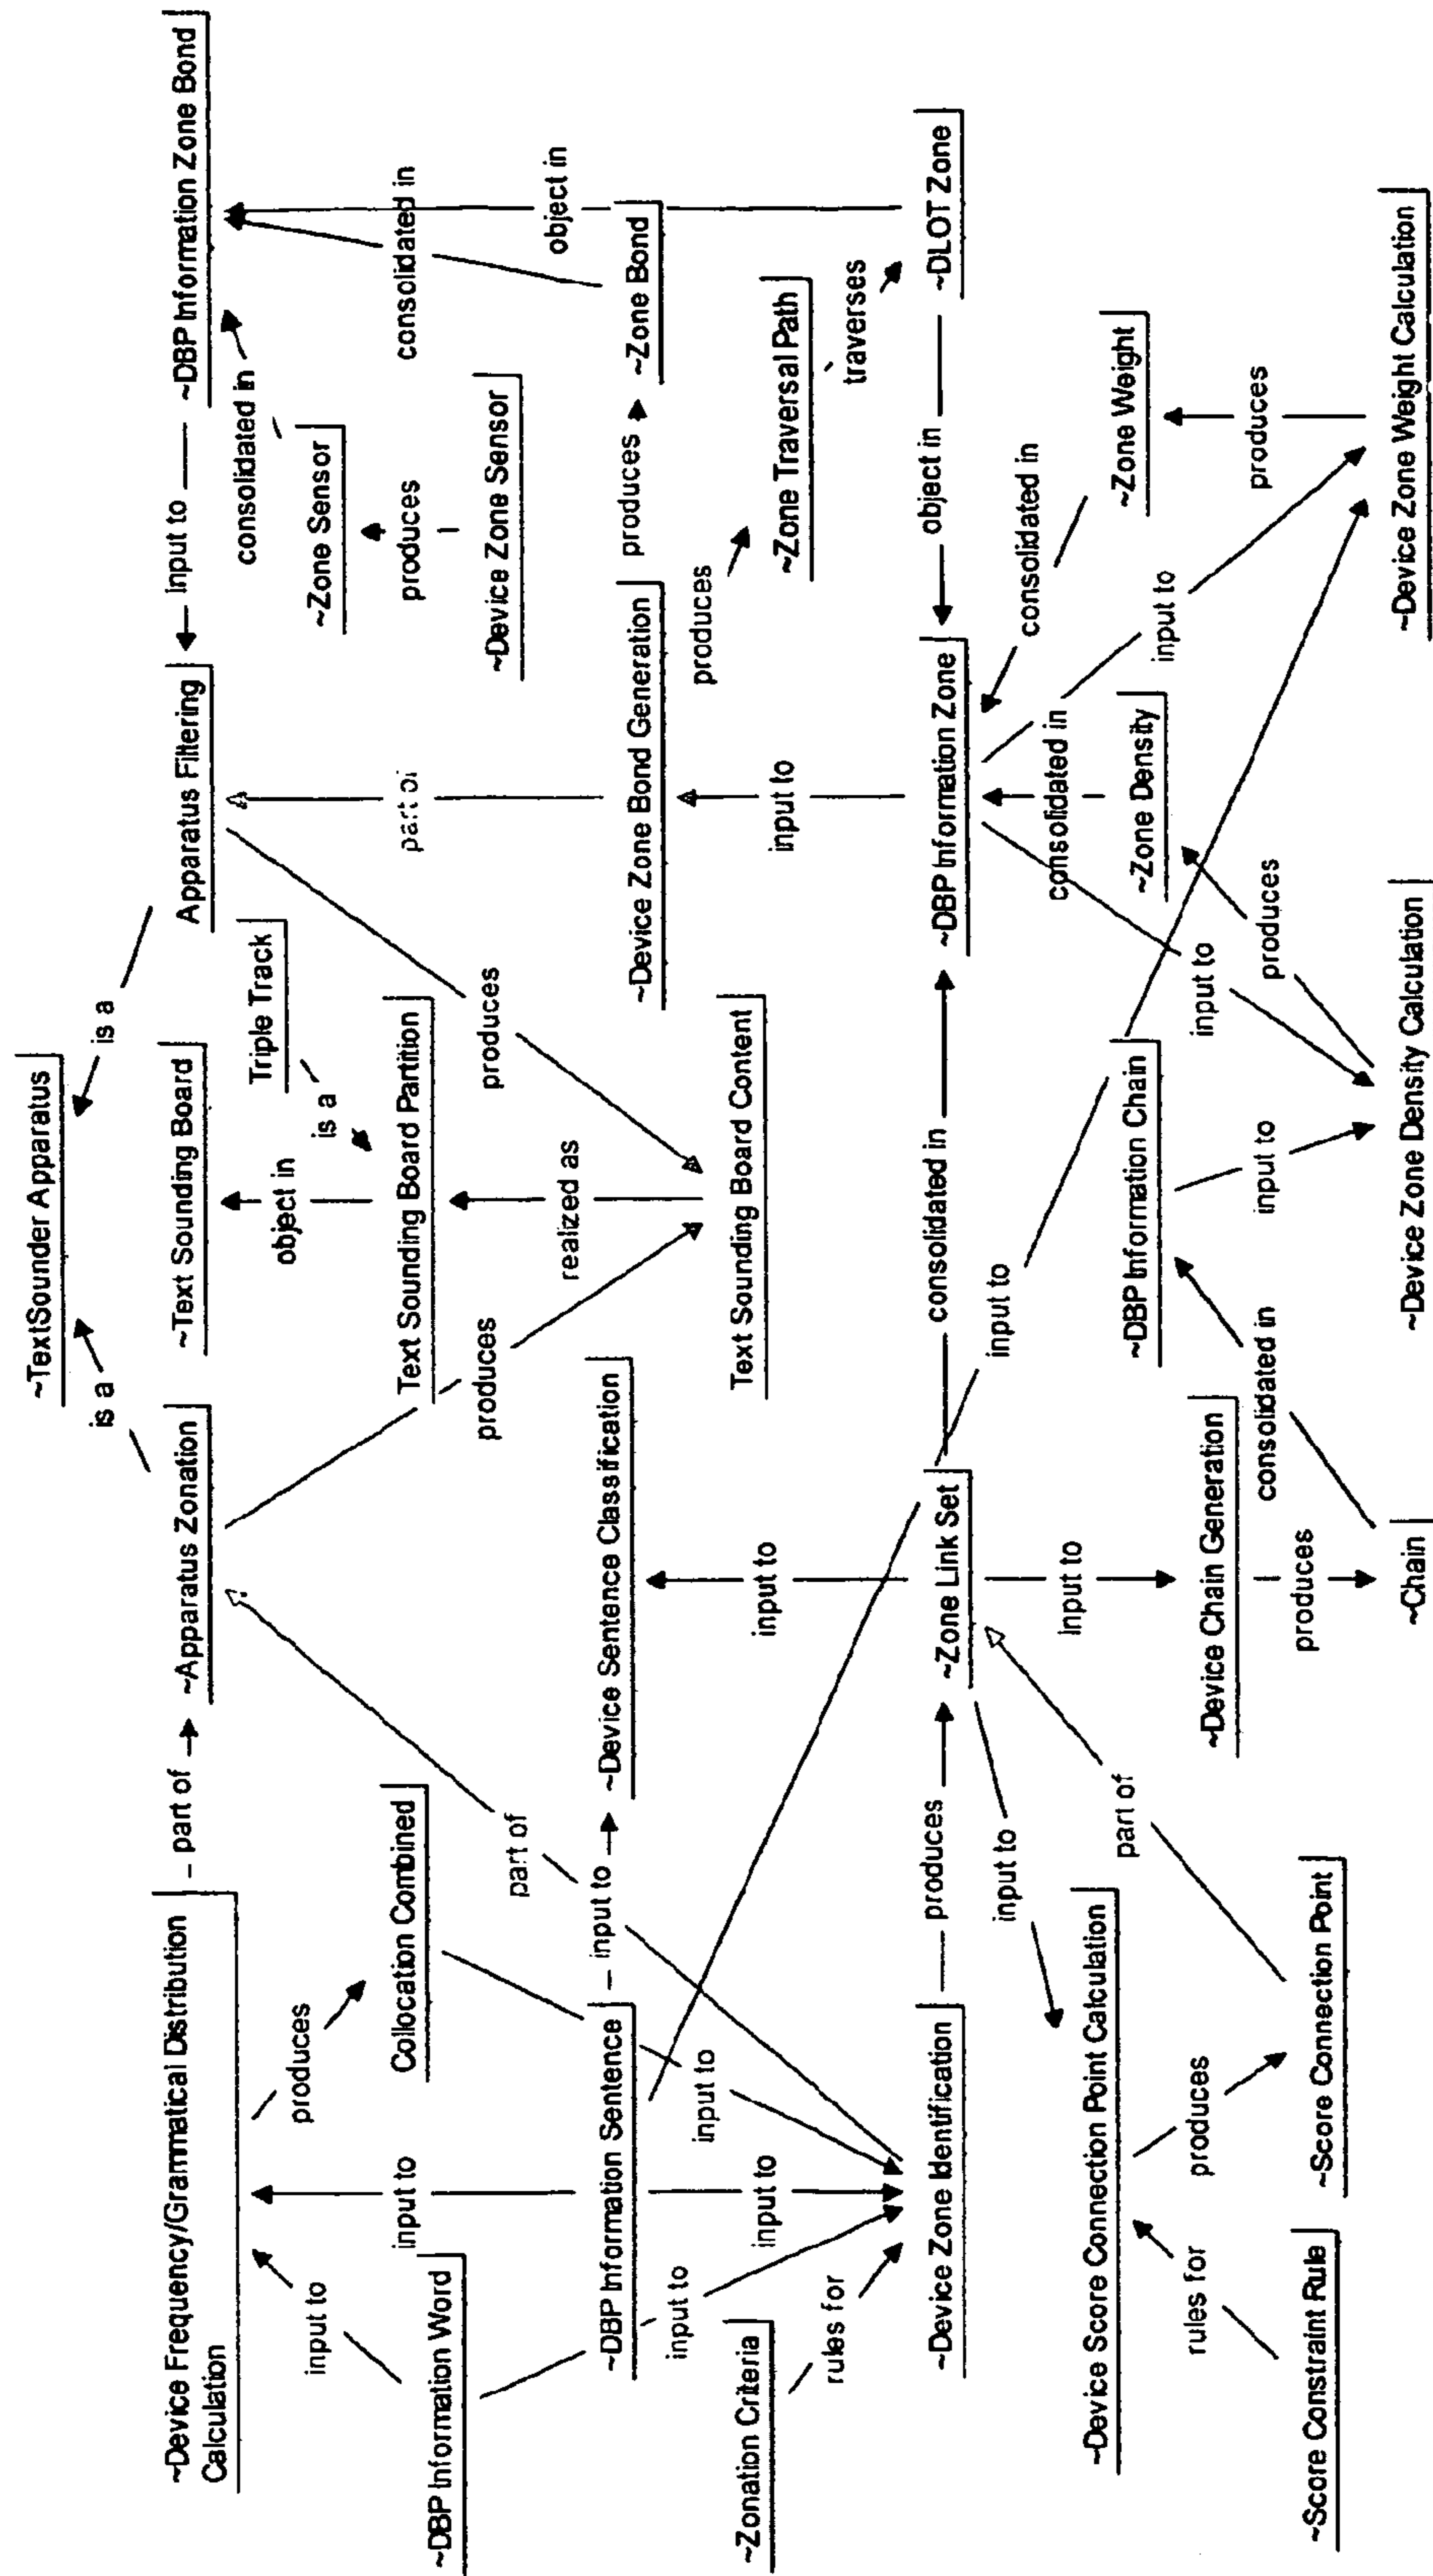 ~TextSounder Apparatus
is a
is a
~Device Frequency/Grammatical Distribution
Calculation
part of
~Apparatus Zonation
~Text Sounding Board
Apparatus Filtering
Input to
~DBP Information Zone Bond
object in
Triple Track
is a
consolidated in
~Zone Sensor
produces
input to
produces
Collocation Combined
input to
~DBP Information Word
Text Sounding Board Partition
produces
produces
part of
consolidated in
~Device Zone Sensor
part of
realized as
object in
~DBP Information Sentence
input to
~Device Sentence Classification
~Device Zone Bond Generation
produces
~Zone Bond
input to
input to
input to
~Zonation Criteria
rules for
input to
Text Sounding Board Content
input to
produces
~Zone Traversal Path
traverses
~Device Zone Identification
produces
~Zone Link Set
consolidated in
~DBP Information Zone
object in
~DLOT Zone
input to
input to
Input to
consolidated in
consolidated in
~Device Score Connection Point Calculation
part of
~DBP Information Chain
~Zone Density
~Zone Weight
input to
produces
rules for
~Device Chain Generation
consolidated in
input to
input to
produces
produces
~Score Constraint Rule
~Score Connection Point
produces
~Chain
~Device Zone Density Calculation
~Device Zone Weight Calculation